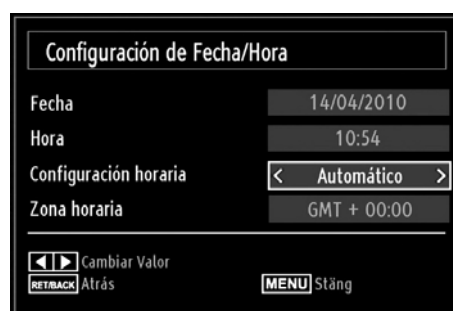 Configuración de Fecha/Hora
Fecha 14/04/2010
Hora 10:54
Configuración horaria < Automático >
Zona horaria GMT + 00:00
Cambiar Valor
RET/BACK Atrás MENU Stäng